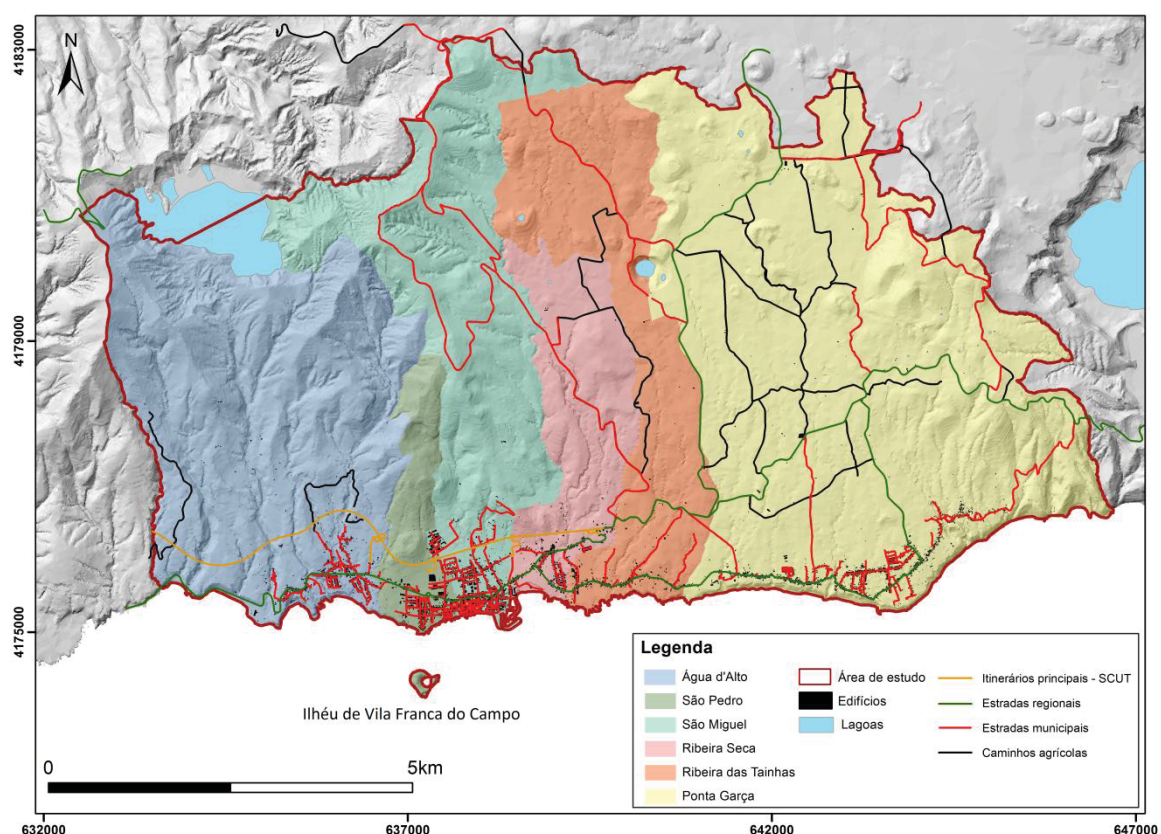 4183000
N
4179000
4175000
Ilhéu de Vila Franca do Campo
0
5km
Legenda
Água d'Alto
São Pedro
São Miguel
Ribeira Seca
Ribeira das Tainhas
Ponta Garça
Área de estudo
Edifícios
Lagoas
Itinerários principais - SCUT
Estradas regionais
Estradas municipais
Caminhos agrícolas
632000
637000
642000
647000